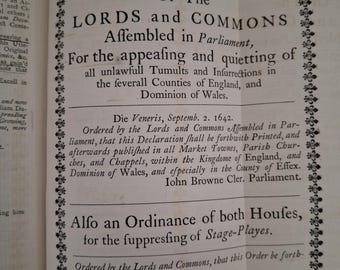 Of The
LORDS and COMMONS
Aſſembled in Parliament,
For the appeaſing and quietting of
all unlawfull Tumults and Inſurrections in
the ſeverall Counties of England, and
Dominion of Wales.
Die Veneris, Septemb. 2. 1642.
Ordered by the Lords and Commons Aſſembled in Par-
liament, that this Declaration ſhall be forthwith Printed, and
afterwards publiſhed in all Market Townes, Pariſh Chur-
ches, and Chappels, within the Kingdom of England, and
Dominion of Wales, and eſpecially in the County of Eſſex.
John Browne Cler. Parliament.
Alſo an Ordinance of both Houſes,
for the ſuppreſsing of Stage-Playes.
Ordered by the Lords and Commons, that this Order be forth-